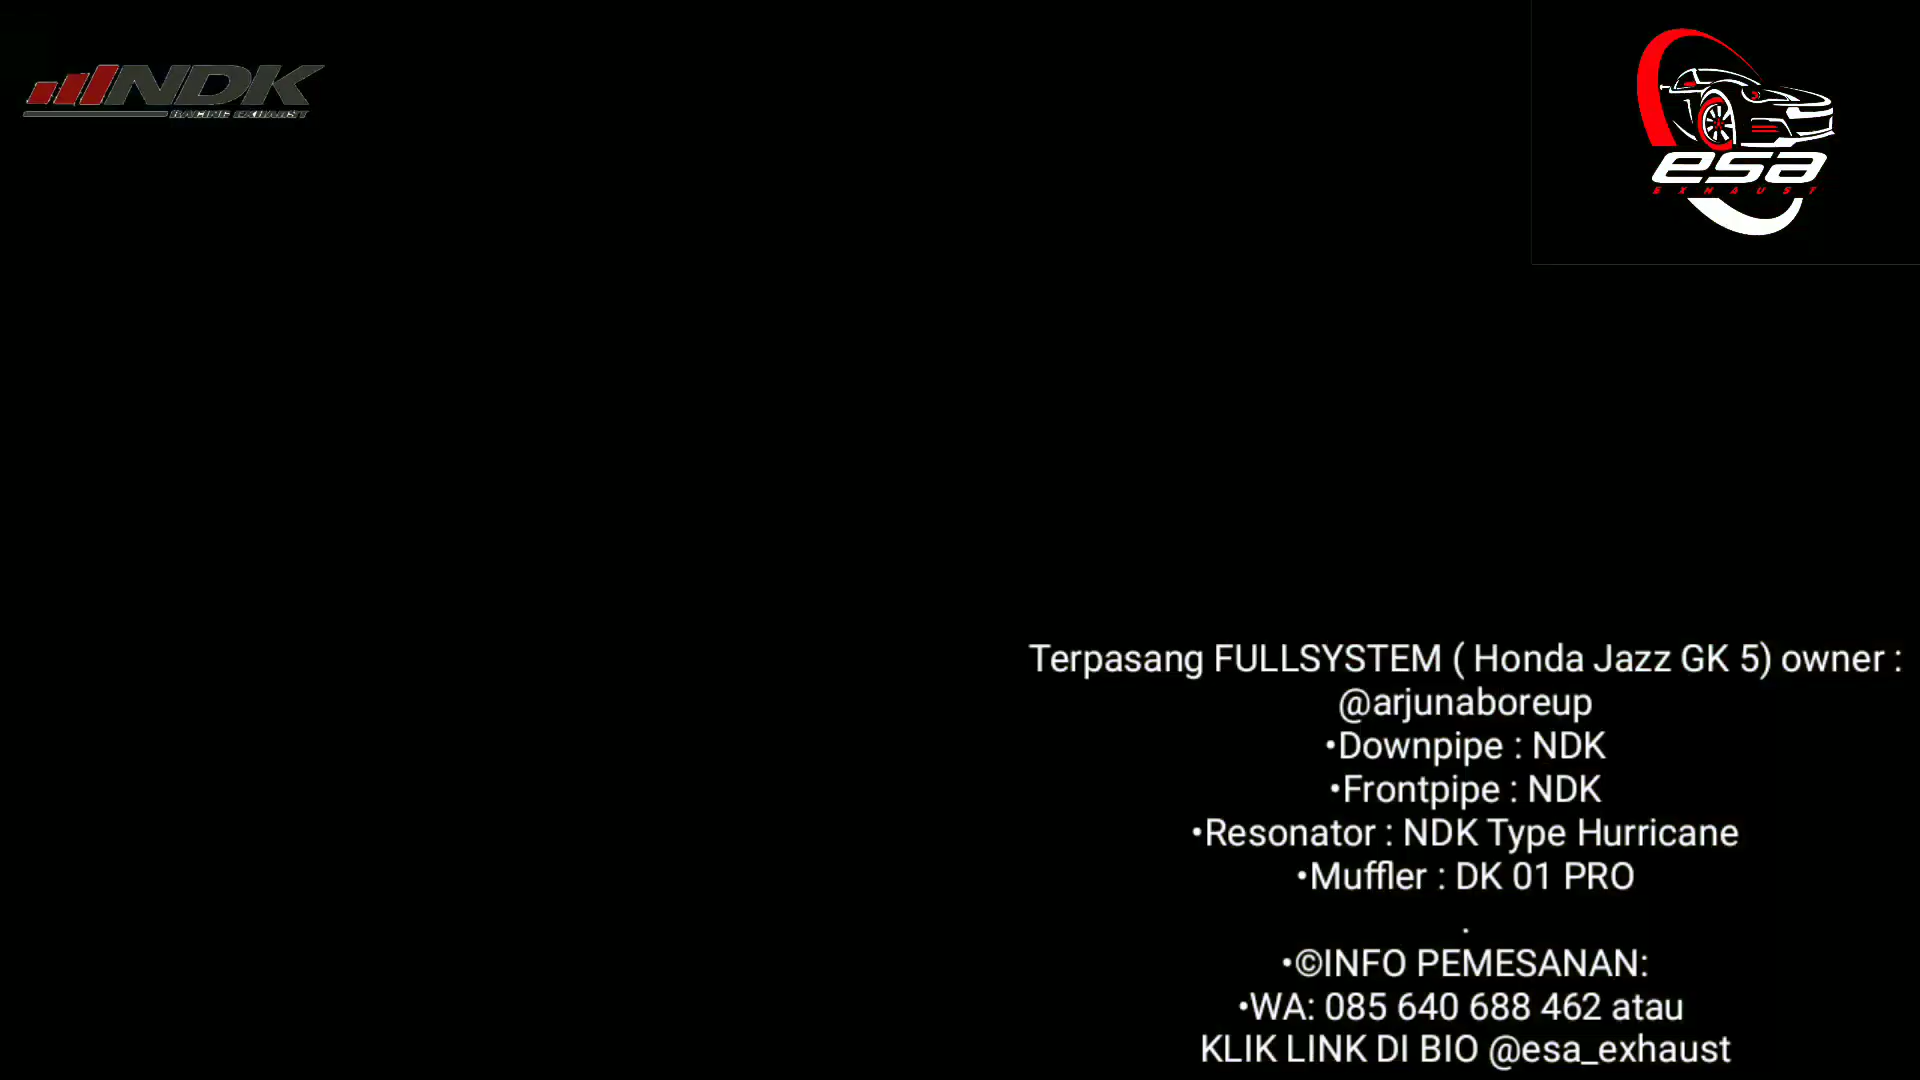 NDK
RACING EXHAUST
esa
EXHAUST
Terpasang FULLSYSTEM ( Honda Jazz GK 5) owner :
@arjunaboreup
•Downpipe : NDK
•Frontpipe : NDK
•Resonator : NDK Type Hurricane
•Muffler : DK 01 PRO
.
•©INFO PEMESANAN:
•WA: 085 640 688 462 atau
KLIK LINK DI BIO @esa_exhaust